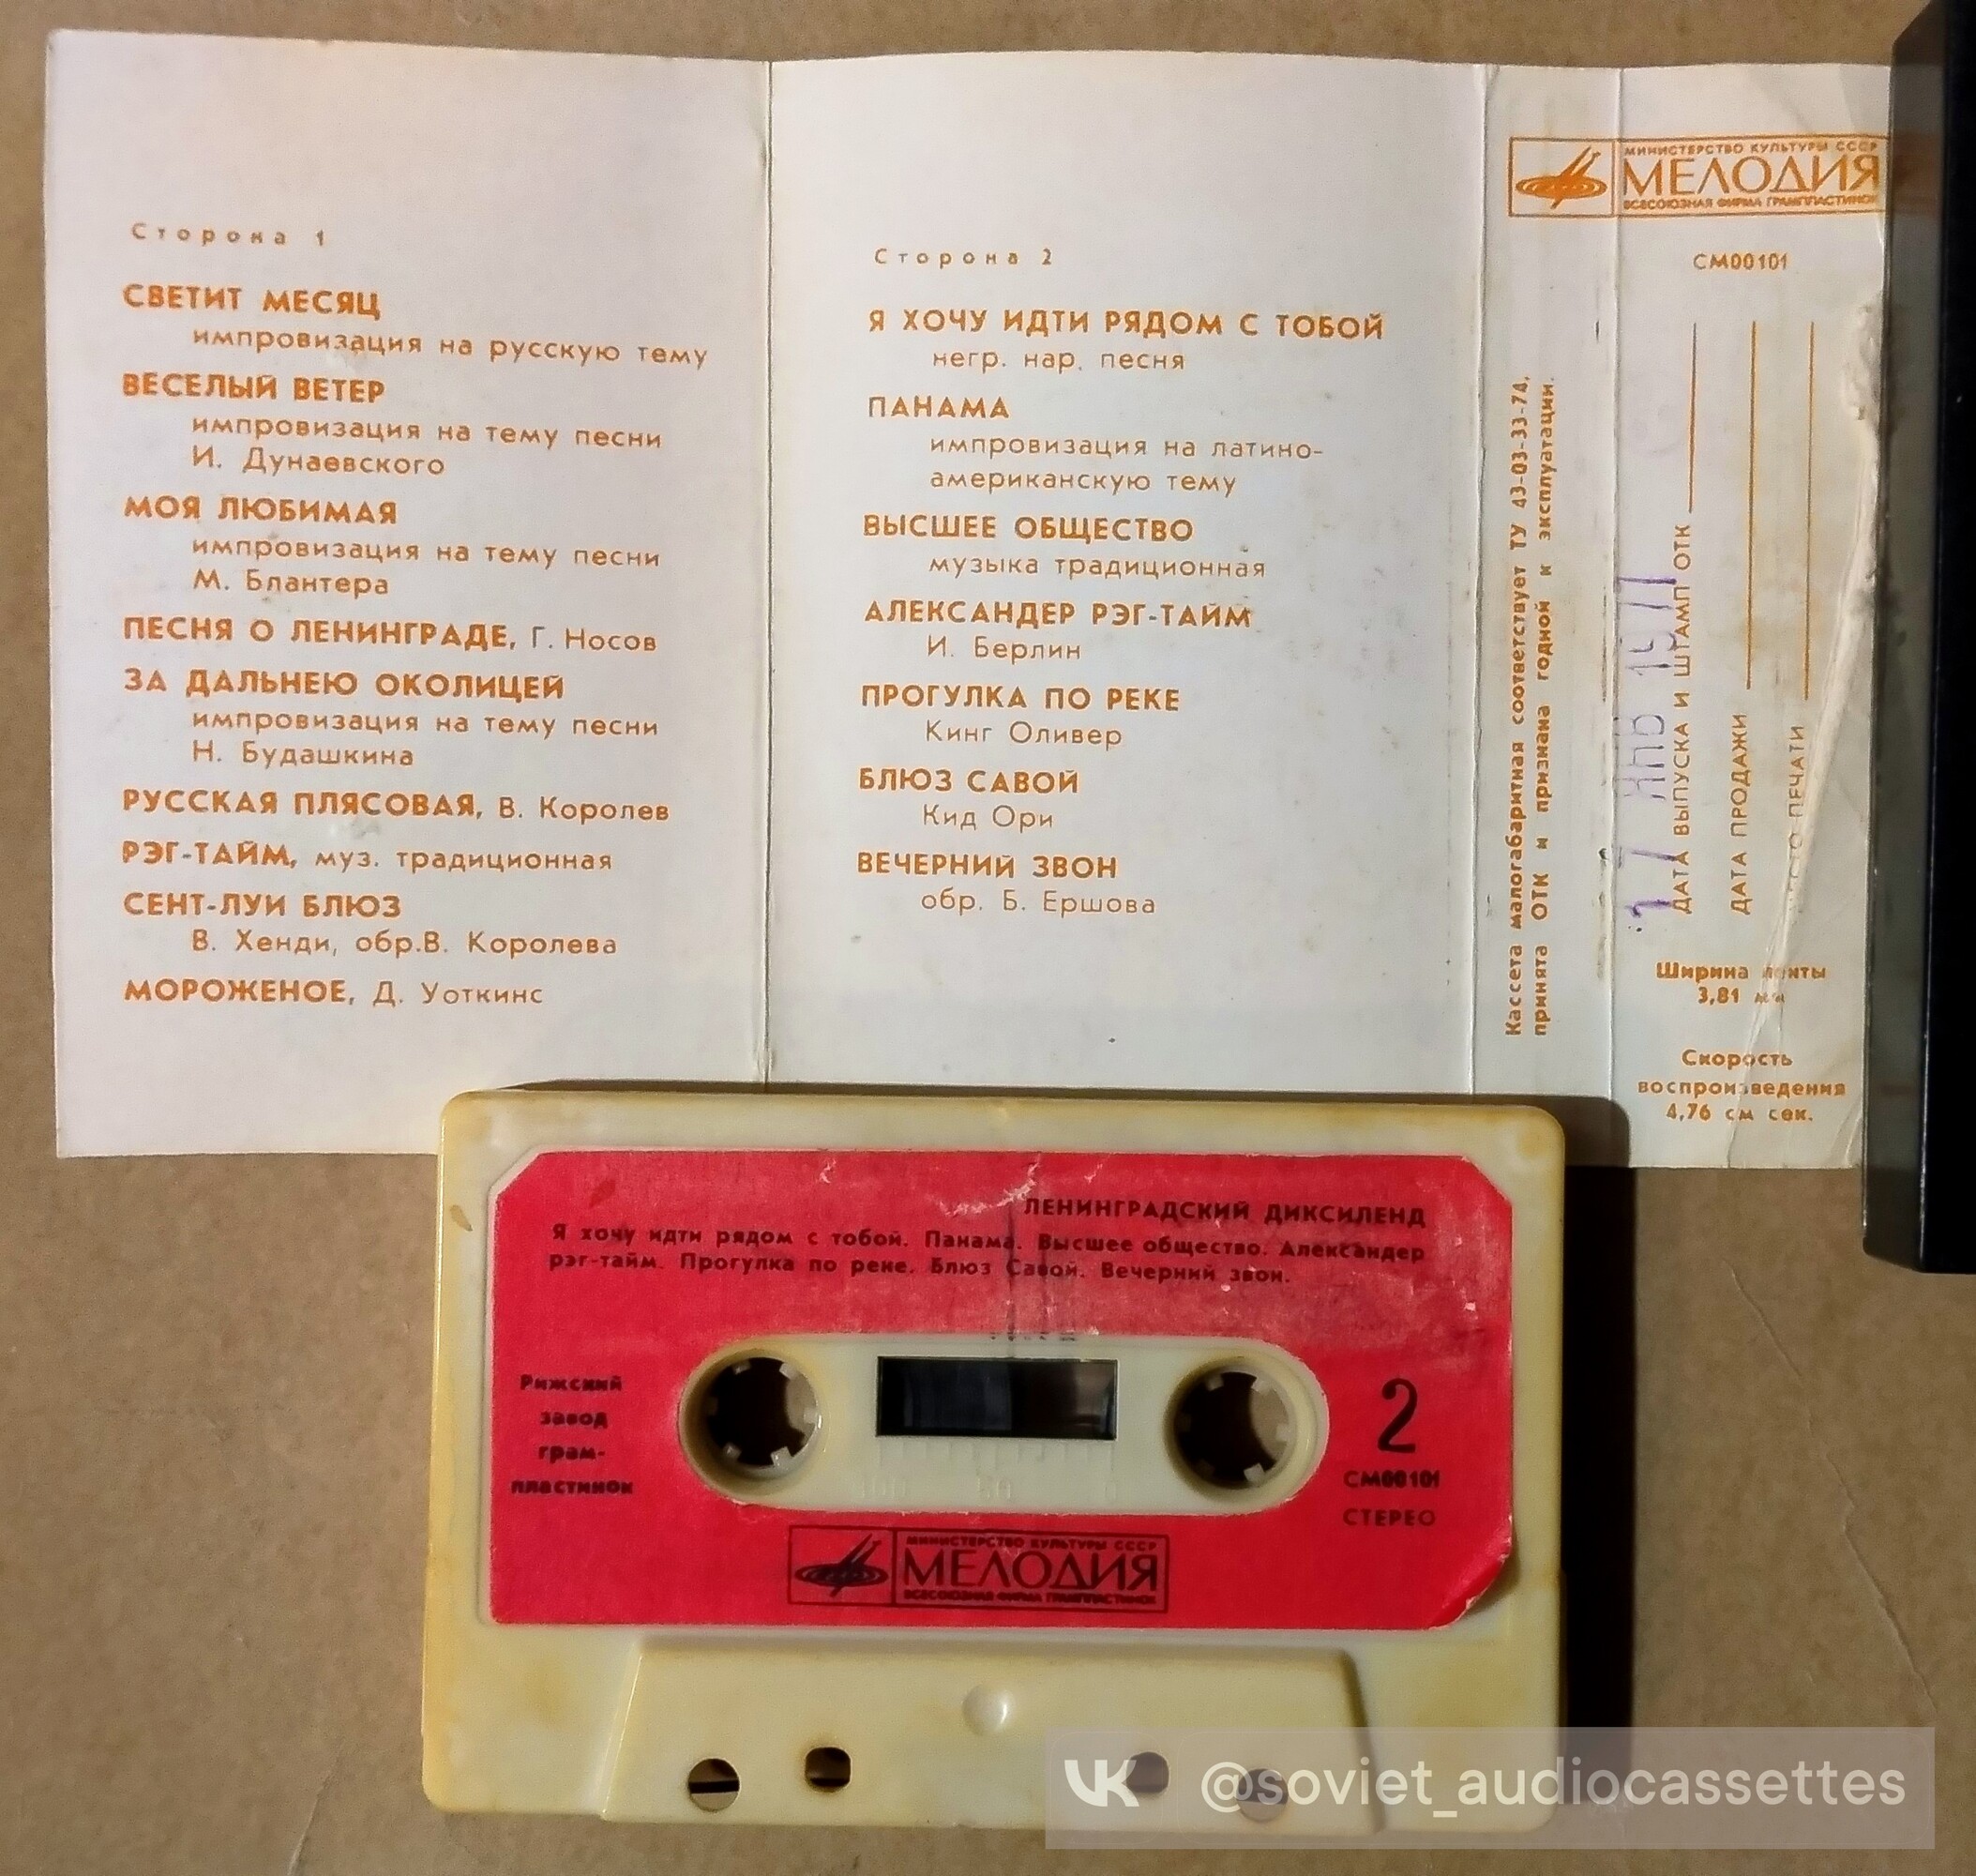 Сторона 1
СВЕТИТ МЕСЯЦ
импровизация на русскую тему
ВЕСЕЛЫЙ ВЕТЕР
импровизация на тему песни
И. Дунаевского
МОЯ ЛЮБИМАЯ
импровизация на тему песни
М. Блантера
ПЕСНЯ О ЛЕНИНГРАДЕ, Г. Носов
ЗА ДАЛЬНЕЮ ОКОЛИЦЕЙ
импровизация на тему песни
Н. Будашкина
РУССКАЯ ПЛЯСОВАЯ, В. Королев
РЭГ-ТАЙМ, муз. традиционная
СЕНТ-ЛУИ БЛЮЗ
В. Хенди, обр.В. Королева
МОРОЖЕНОЕ, Д. Уоткинс
Сторона 2
Я ХОЧУ ИДТИ РЯДОМ С ТОБОЙ
негр. нар. песня
ПАНАМА
импровизация на латино-
американскую тему
ВЫСШЕЕ ОБЩЕСТВО
музыка традиционная
АЛЕКСАНДЕР РЭГ-ТАЙМ
И. Берлин
ПРОГУЛКА ПО РЕКЕ
Кинг Оливер
БЛЮЗ САВОЙ
Кид Ори
ВЕЧЕРНИЙ ЗВОН
обр. Б. Ершова
Кассета малогабаритная соответствует ТУ 43-03-33-74,
принята ОТК и признана годной к эксплуатации.
МИНИСТЕРСТВО КУЛЬТУРЫ СССР
МЕЛОДИЯ
ВСЕСОЮЗНАЯ ФИРМА ГРАМПЛАСТИНОК
СМ00101
ДАТА ВЫПУСКА И ШТАМП ОТК
ДАТА ПРОДАЖИ
МЕСТО ПЕЧАТИ
Ширина ленты
3,81 мм
Скорость
воспроизведения
4,76 см сек.
ЛЕНИНГРАДСКИЙ ДИКСИЛЕНД
Я хочу идти рядом с тобой. Панама. Высшее общество. Александер
рэг-тайм. Прогулка по реке. Блюз Савой. Вечерний звон.
Рижский
завод
грам-
пластинок
2
СМ00101
СТЕРЕО
100 50 0
МИНИСТЕРСТВО КУЛЬТУРЫ СССР
МЕЛОДИЯ
ВСЕСОЮЗНАЯ ФИРМА ГРАМПЛАСТИНОК
@soviet_audiocassettes